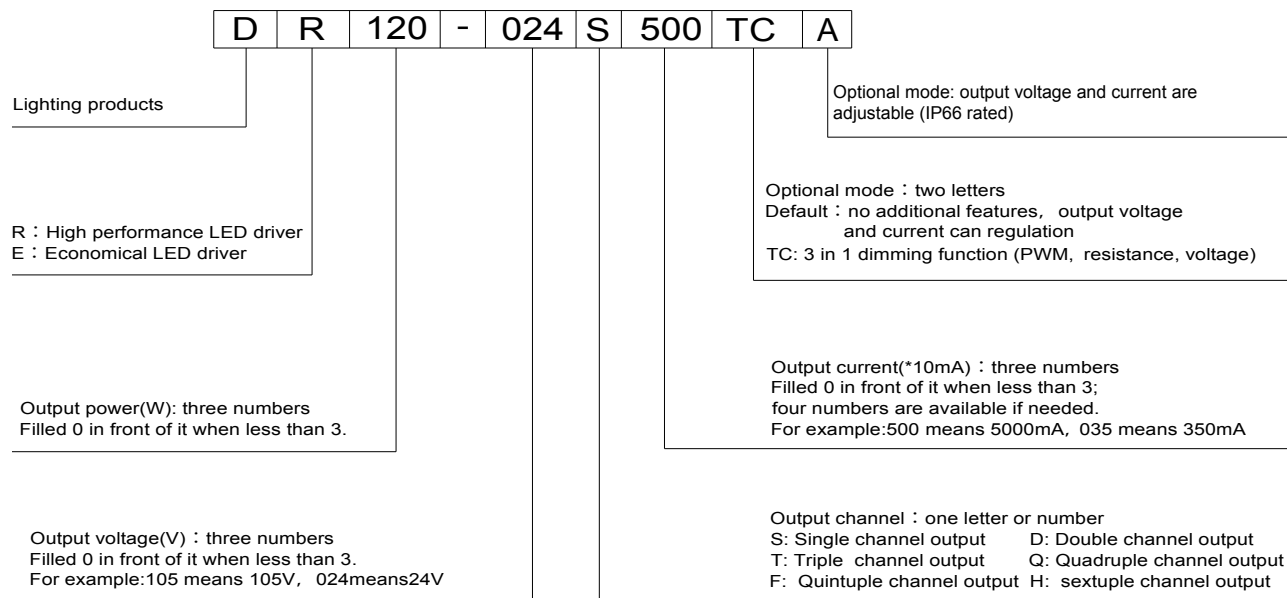 D R 120 - 024 S 500 TC A
Lighting products
Optional mode: output voltage and current are
adjustable (IP66 rated)
Optional mode：two letters
Default：no additional features, output voltage
and current can regulation
TC: 3 in 1 dimming function (PWM, resistance, voltage)
R：High performance LED driver
E：Economical LED driver
Output current(*10mA)：three numbers
Filled 0 in front of it when less than 3;
four numbers are available if needed.
For example:500 means 5000mA, 035 means 350mA
Output power(W): three numbers
Filled 0 in front of it when less than 3.
Output channel：one letter or number
S: Single channel output D: Double channel output
T: Triple channel output Q: Quadruple channel output
F: Quintuple channel output H: sextuple channel output
Output voltage(V)：three numbers
Filled 0 in front of it when less than 3.
For example:105 means 105V, 024means24V